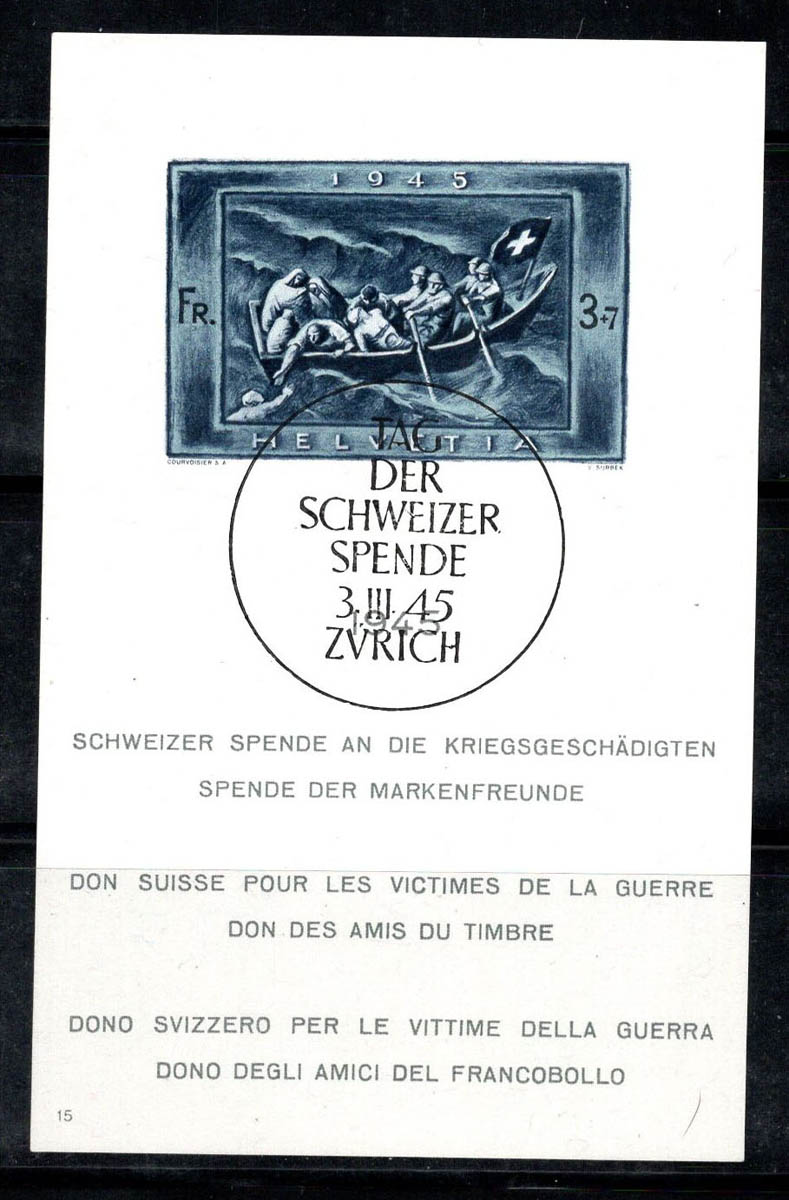 1945
FR. 3+7
HELVETIA
COURVOISIER S A V. SURBEK
TAG
DER
SCHWEIZER
SPENDE
3.III.45
1945
ZVRICH
SCHWEIZER SPENDE AN DIE KRIEGSGESCHÄDIGTEN
SPENDE DER MARKENFREUNDE
DON SUISSE POUR LES VICTIMES DE LA GUERRE
DON DES AMIS DU TIMBRE
DONO SVIZZERO PER LE VITTIME DELLA GUERRA
DONO DEGLI AMICI DEL FRANCOBOLLO
15